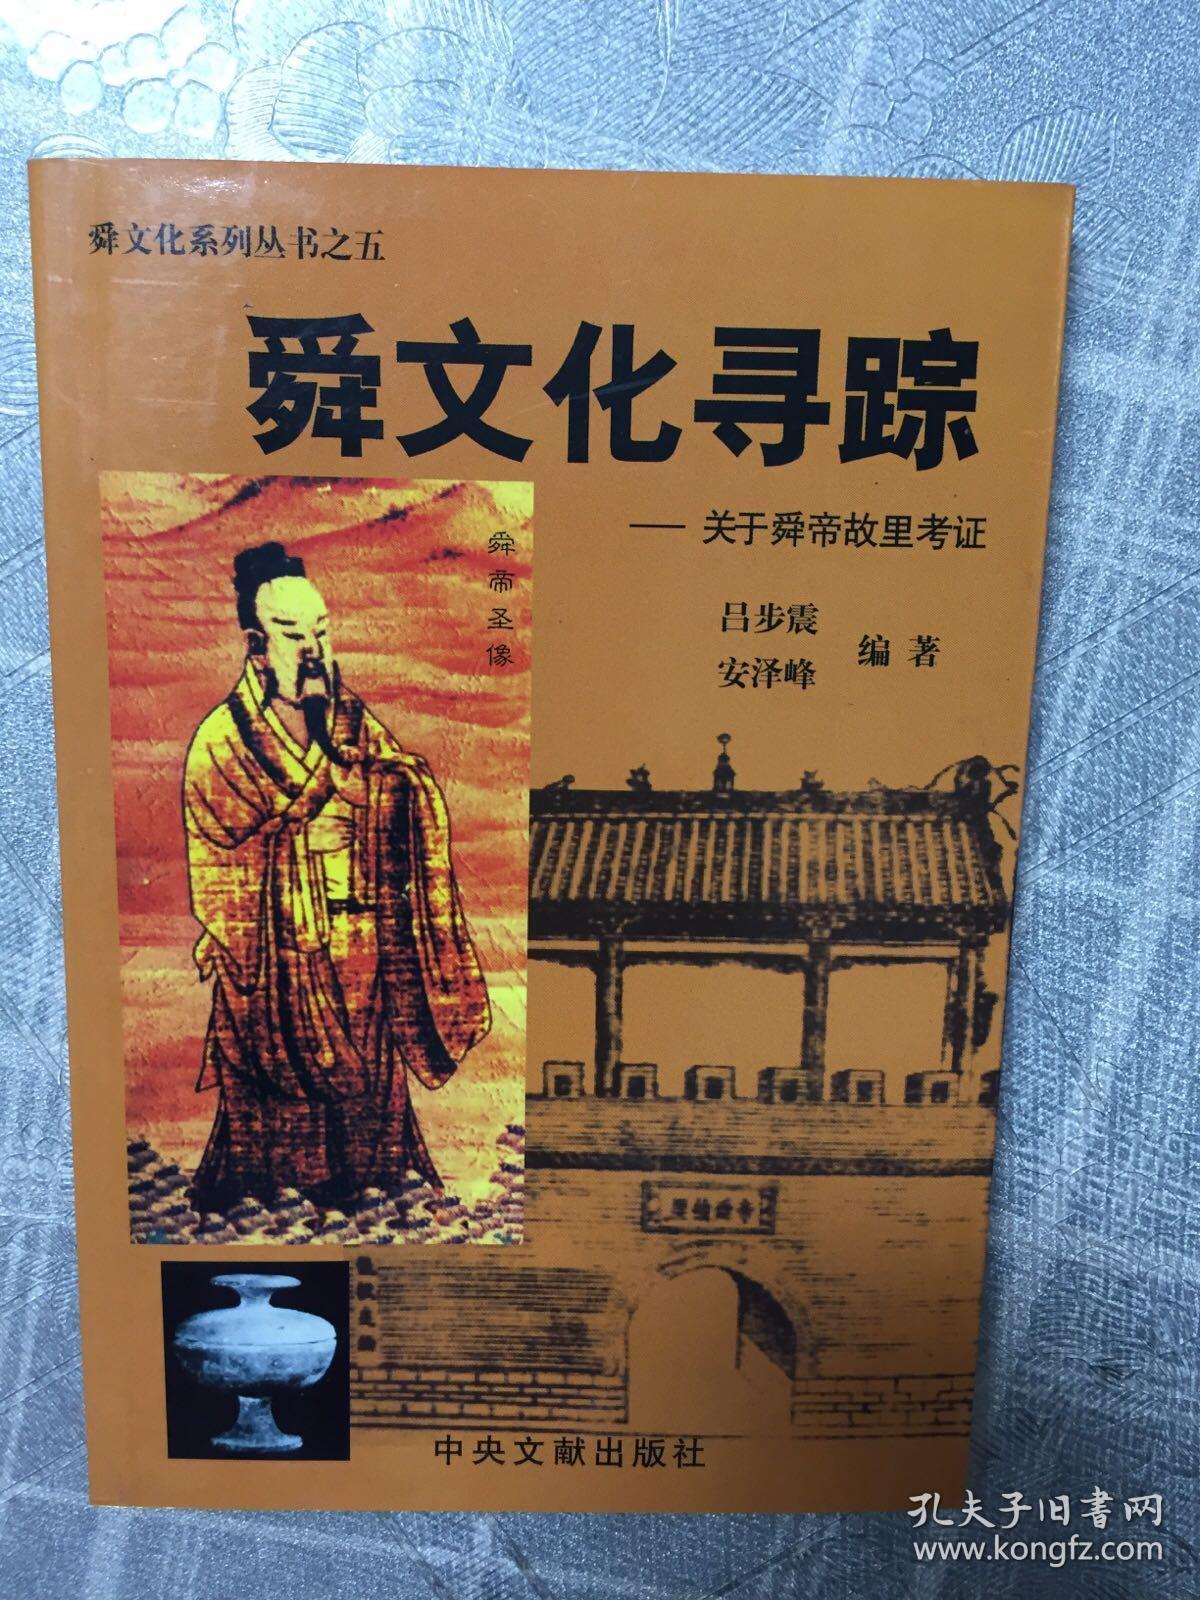 舜文化系列丛书之五
舜文化寻踪
——关于舜帝故里考证
吕步震
安泽峰
编著
舜帝圣像
中央文献出版社
孔夫子旧書网
www.kongfz.com